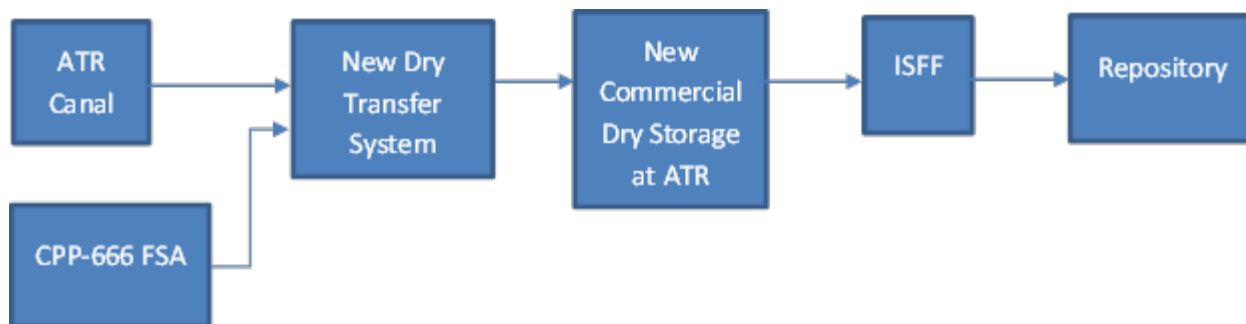 ATR
Canal
New Dry
Transfer
System
New
Commercial
Dry Storage
at ATR
ISFF
Repository
CPP-666 FSA